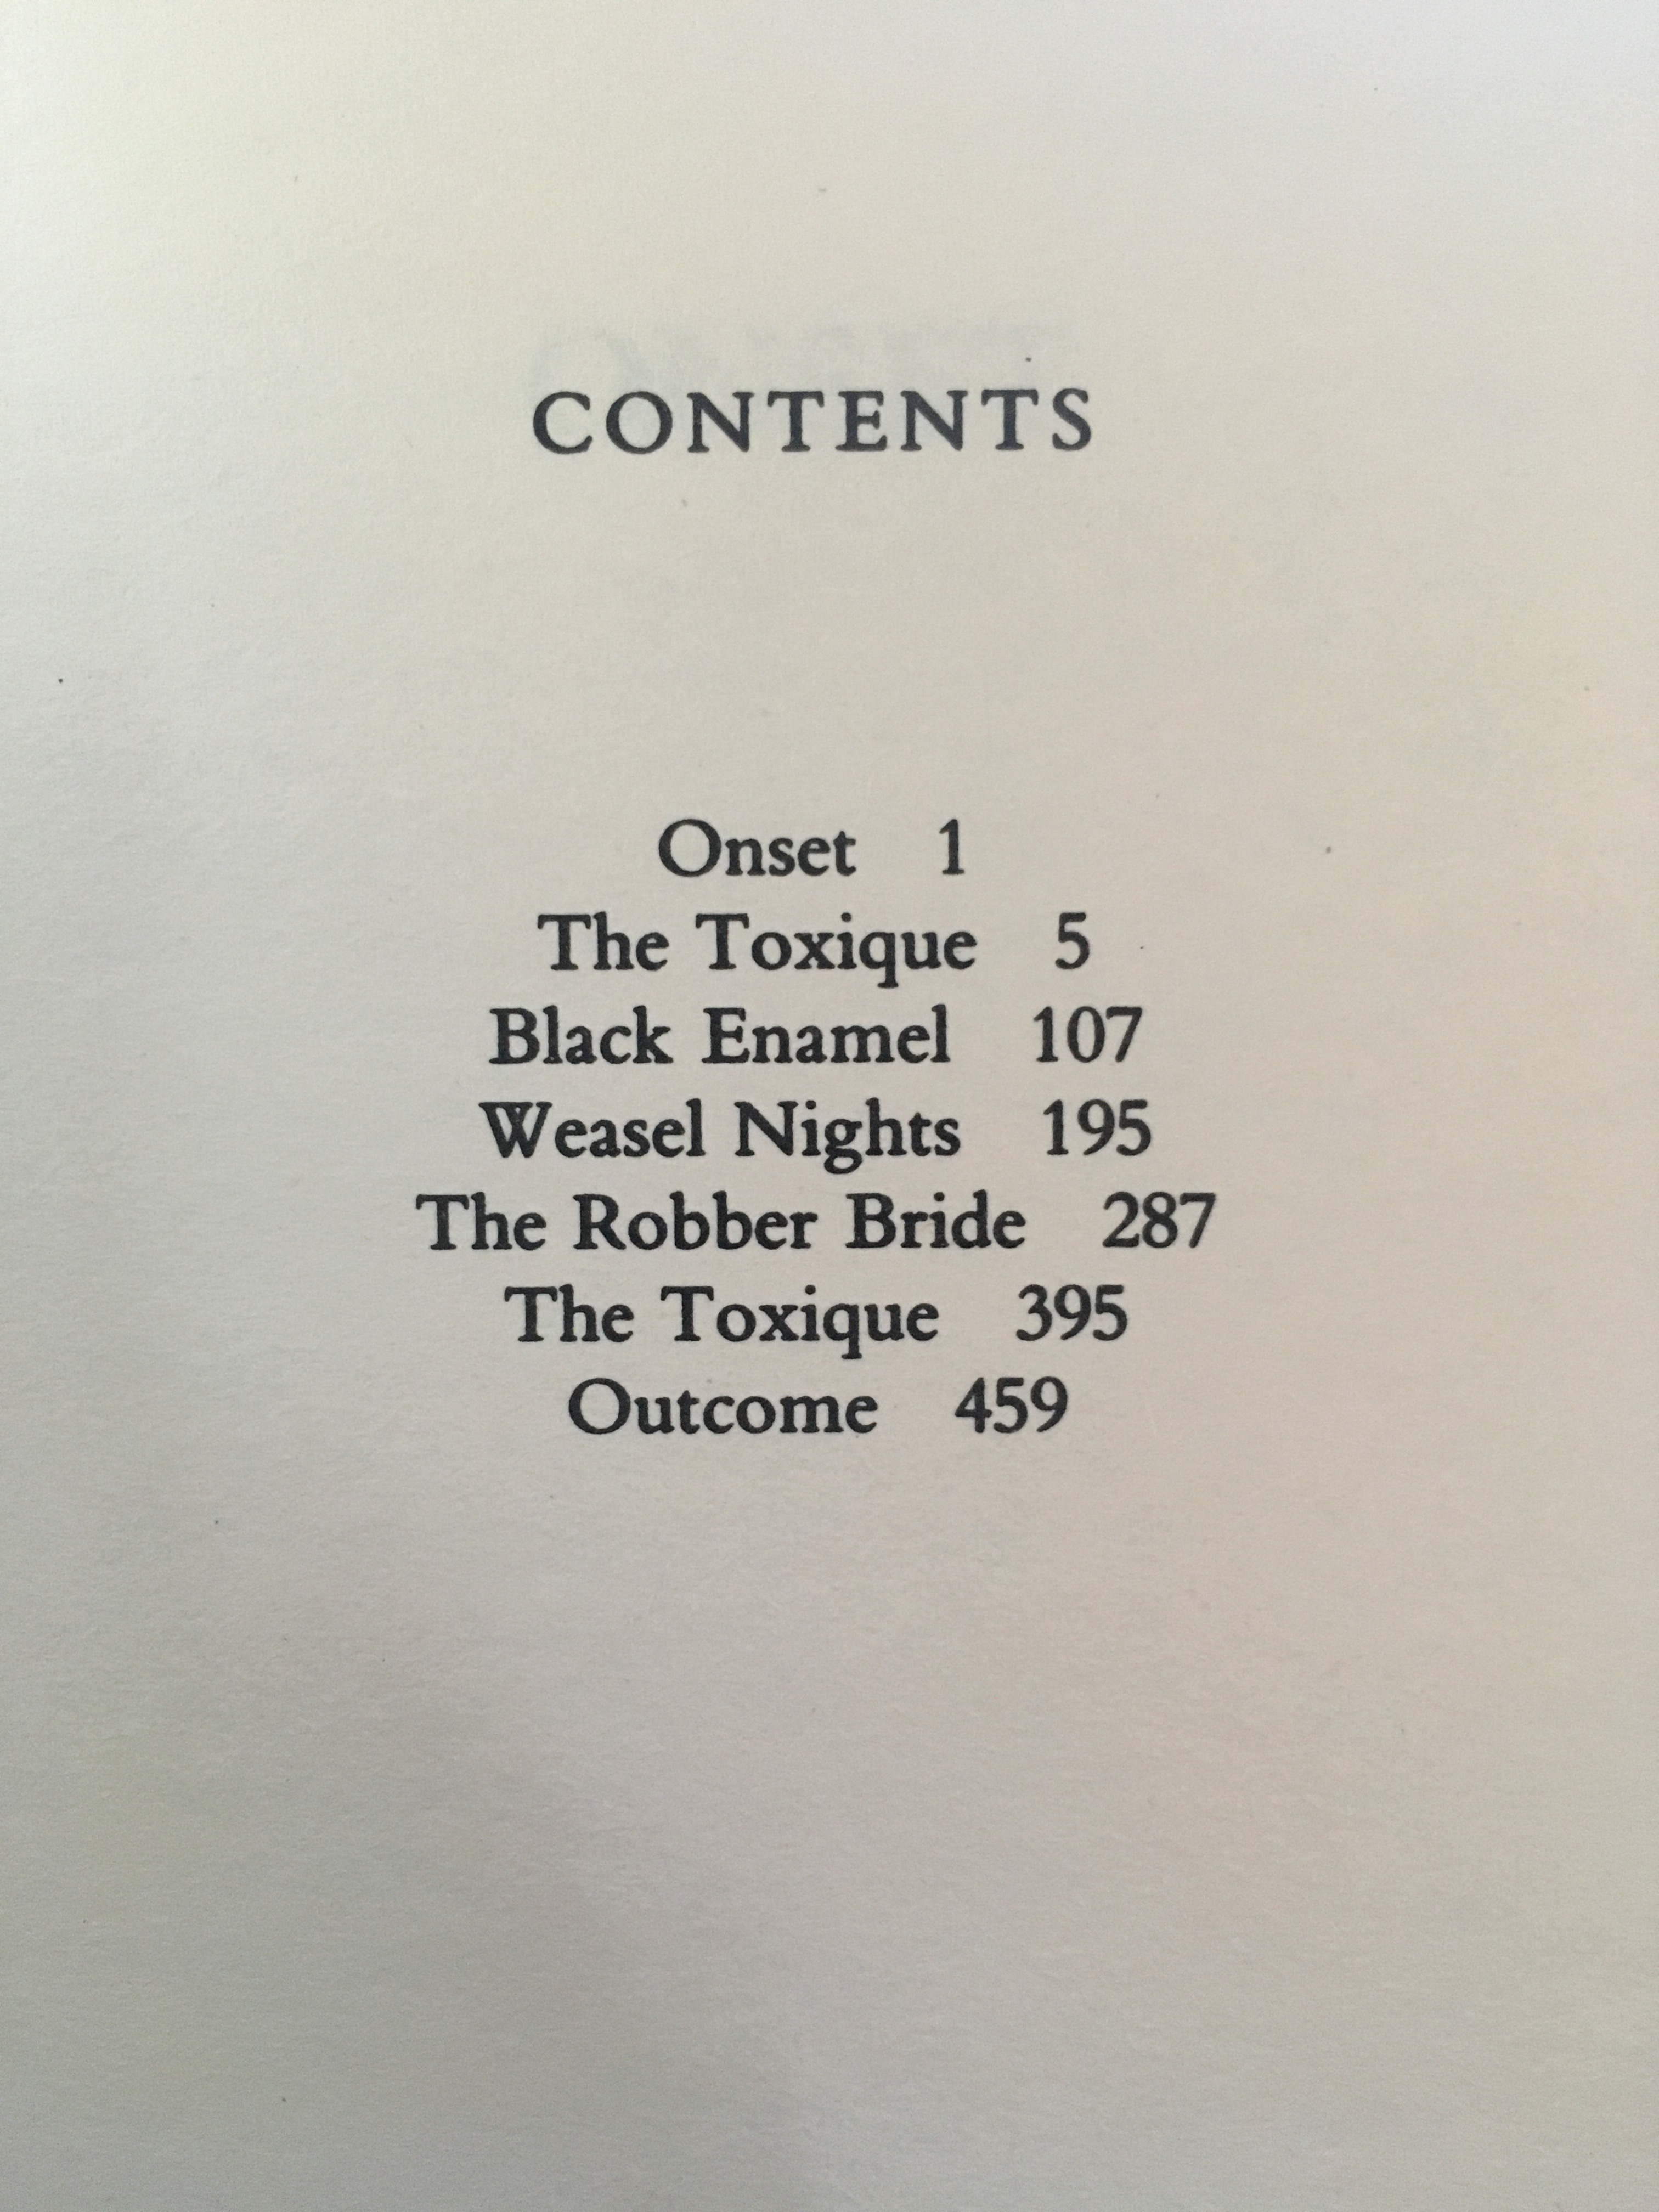 CONTENTS
Onset 1
The Toxique 5
Black Enamel 107
Weasel Nights 195
The Robber Bride 287
The Toxique 395
Outcome 459